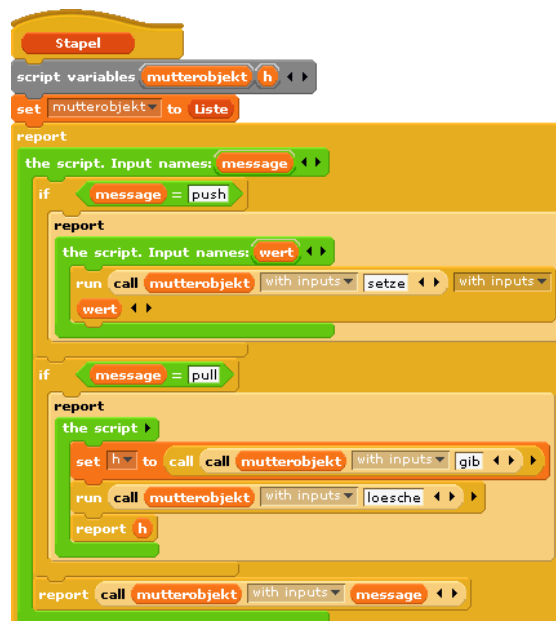 Stapel
script variables mutterobjekt h
set mutterobjekt to Liste
report
the script. Input names: message
if message = push
report
the script. Input names: wert
run call mutterobjekt with inputs setze with inputs
wert
if message = pull
report
the script
set h to call call mutterobjekt with inputs gib
run call mutterobjekt with inputs loesche
report h
report call mutterobjekt with inputs message